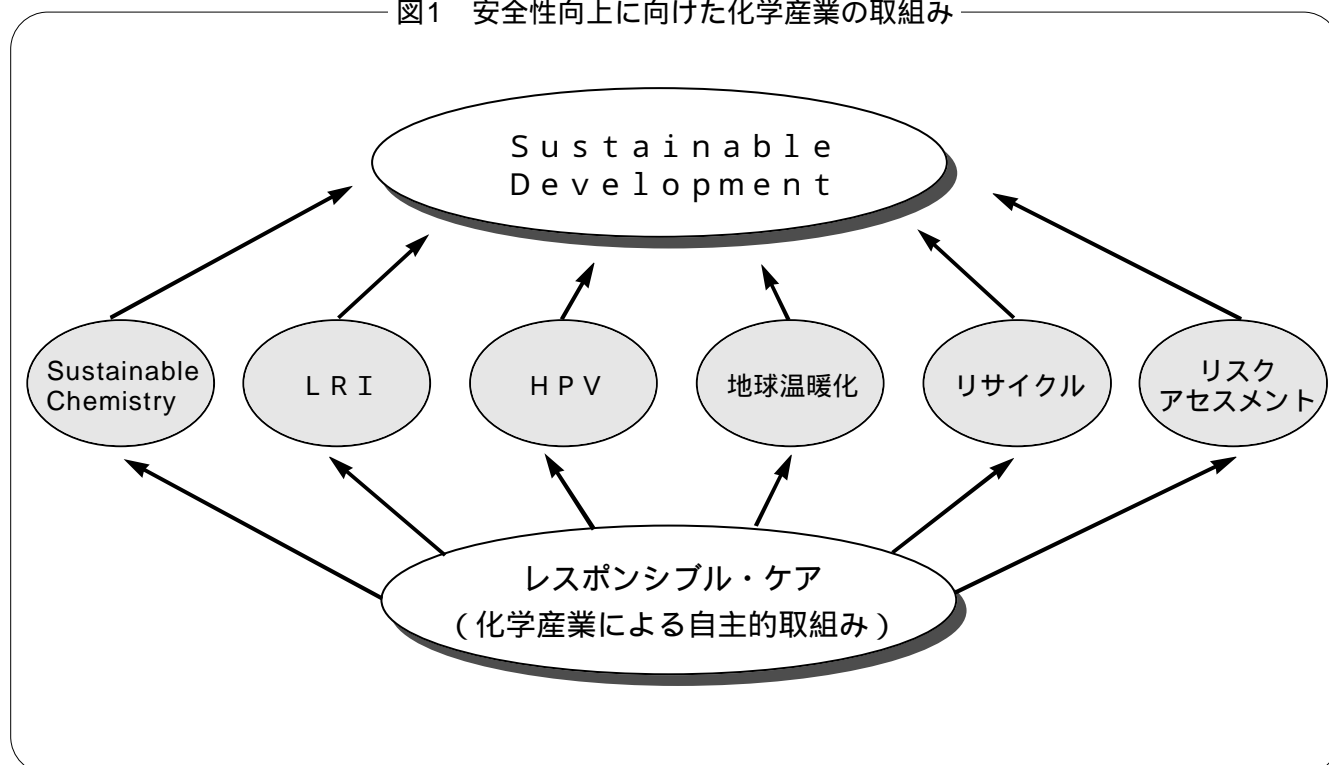 図1 安全性向上に向けた化学産業の取組み
Sustainable
Development
Sustainable
Chemistry
LRI
HPV
地球温暖化
リサイクル
リスク
アセスメント
レスポンシブル・ケア
(化学産業による自主的取組み)